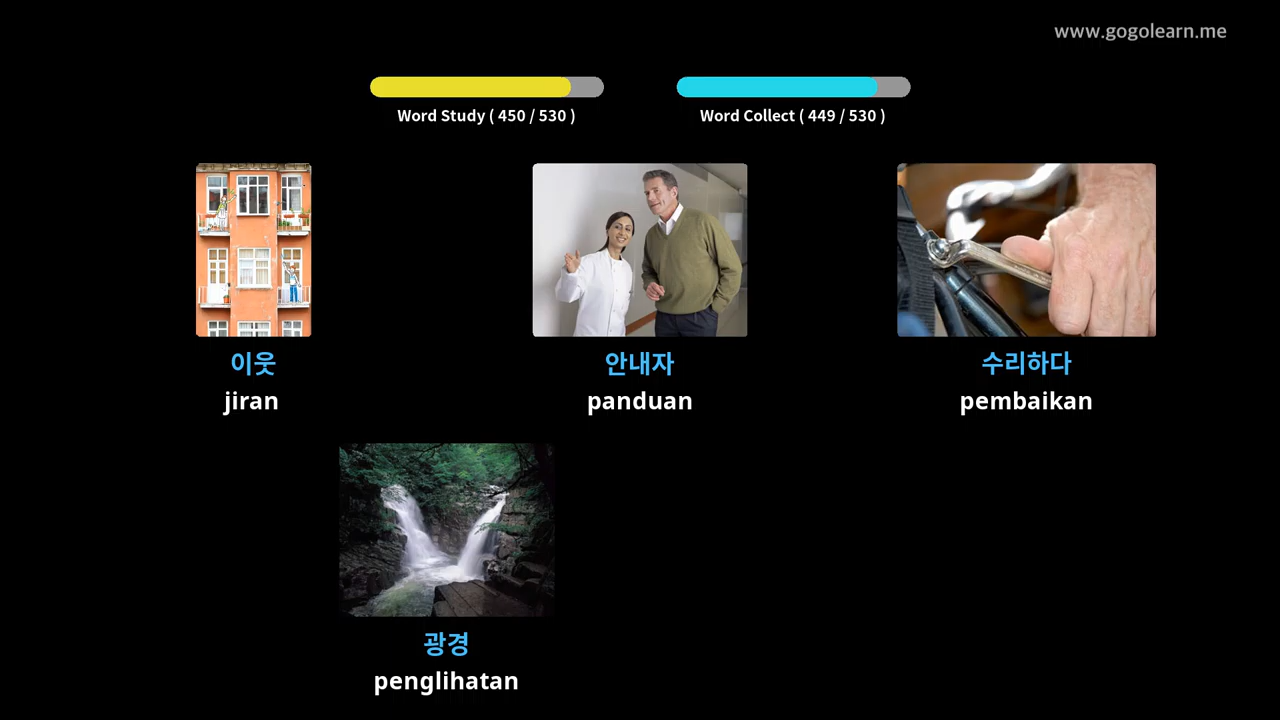 www.gogolearn.me
Word Study ( 450 / 530 )
Word Collect ( 449 / 530 )
이웃
jiran
안내자
panduan
수리하다
pembaikan
광경
penglihatan